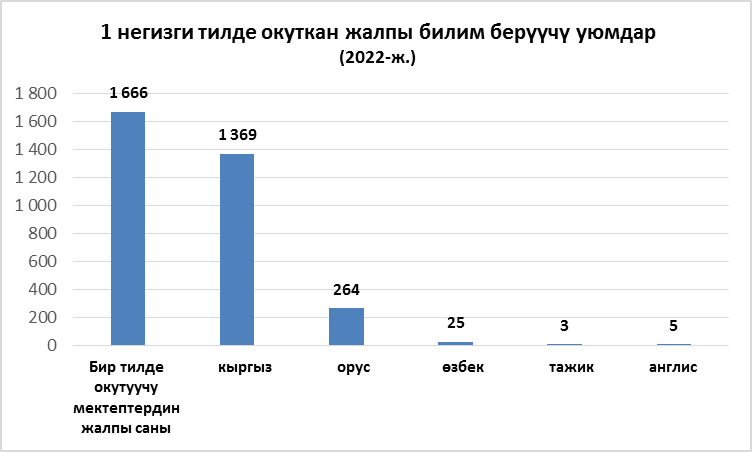 1 негизги тилде окуткан жалпы билим берүүчү уюмдар
(2022-ж.)
1 800
1 600
1 400
1 200
1 000
800
600
400
200
0
1 666
1 369
264
25
3
5
Бир тилде
окутуучу
мектептердин
жалпы саны
кыргыз
орус
өзбек
тажик
англис